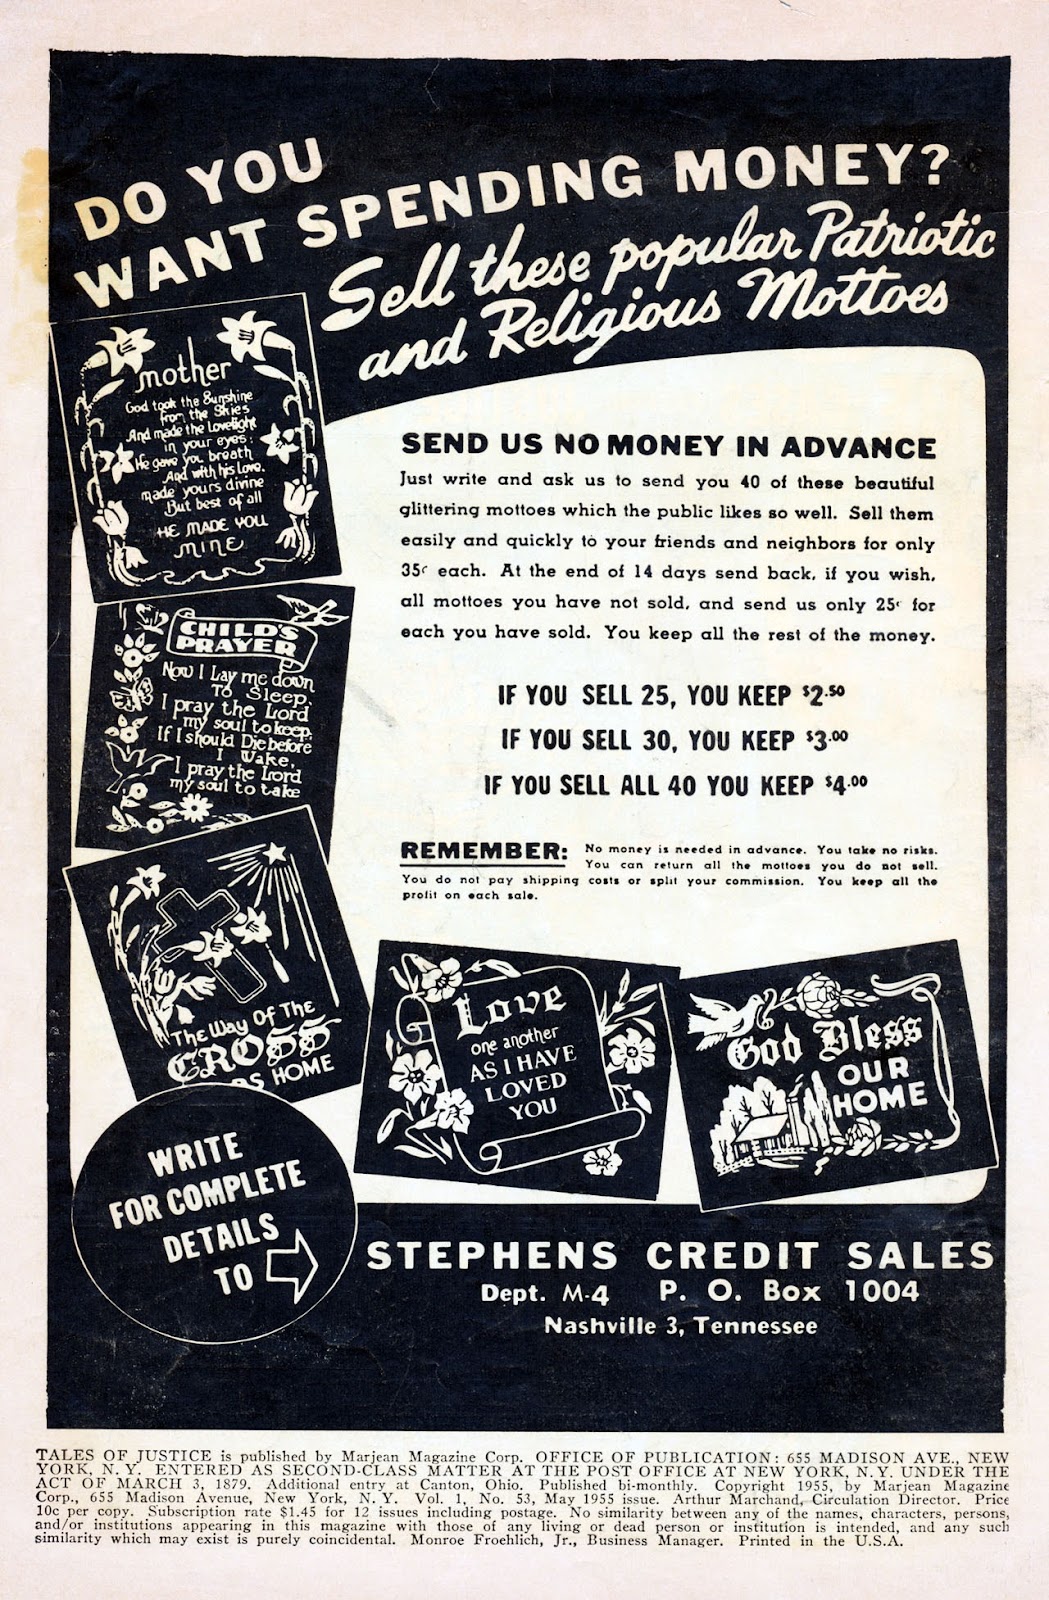 DO YOU
WANT SPENDING MONEY?
Sell these popular Patriotic
and Religious Mottoes
mother
God took the Sunshine
from the Skies
And made the Lovelight
in your eyes;
He gave you breath
And with his Love,
made yours divine
But best of all
HE MADE YOU
MINE
CHILD'S
PRAYER
Now I Lay me down
To Sleep,
I pray the Lord
my soul to keep,
If I should Die before
I Wake,
I pray the Lord
my soul to take
The Way Of The
CROSS
HOME
SEND US NO MONEY IN ADVANCE
Just write and ask us to send you 40 of these beautiful
glittering mottoes which the public likes so well. Sell them
easily and quickly to your friends and neighbors for only
35c each. At the end of 14 days send back, if you wish,
all mottoes you have not sold, and send us only 25c for
each you have sold. You keep all the rest of the money.
IF YOU SELL 25, YOU KEEP $2.50
IF YOU SELL 30, YOU KEEP $3.00
IF YOU SELL ALL 40 YOU KEEP $4.00
REMEMBER: No money is needed in advance. You take no risks.
You can return all the mottoes you do not sell.
You do not pay shipping costs or split your commission. You keep all the
profit on each sale.
Love
one another
AS I HAVE
LOVED
YOU
God Bless
OUR
HOME
WRITE
FOR COMPLETE
DETAILS
TO
STEPHENS CREDIT SALES
Dept. M-4 P. O. Box 1004
Nashville 3, Tennessee
TALES OF JUSTICE is published by Marjean Magazine Corp. OFFICE OF PUBLICATION: 655 MADISON AVE., NEW
YORK, N. Y. ENTERED AS SECOND-CLASS MATTER AT THE POST OFFICE AT NEW YORK, N. Y. UNDER THE
ACT OF MARCH 3, 1879. Additional entry at Canton, Ohio. Published bi-monthly. Copyright 1955, by Marjean Magazine
Corp., 655 Madison Avenue, New York, N. Y. Vol. 1, No. 53, May 1955 issue. Arthur Marchand, Circulation Director. Price
10c per copy. Subscription rate $1.45 for 12 issues including postage. No similarity between any of the names, characters, persons,
and/or institutions appearing in this magazine with those of any living or dead person or institution is intended, and any such
similarity which may exist is purely coincidental. Monroe Froehlich, Jr., Business Manager. Printed in the U.S.A.